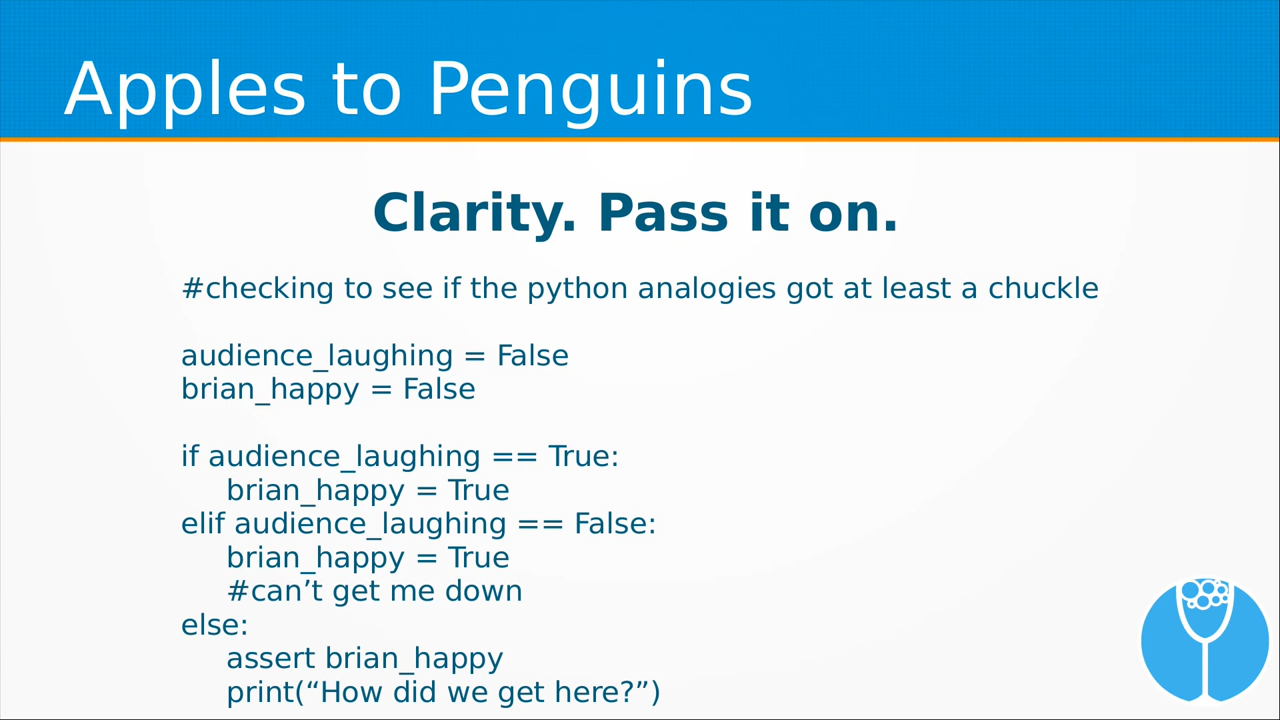 Apples to Penguins
Clarity. Pass it on.
#checking to see if the python analogies got at least a chuckle
audience_laughing = False
brian_happy = False
if audience_laughing == True:
brian_happy = True
elif audience_laughing == False:
brian_happy = True
#can’t get me down
else:
assert brian_happy
print(“How did we get here?”)